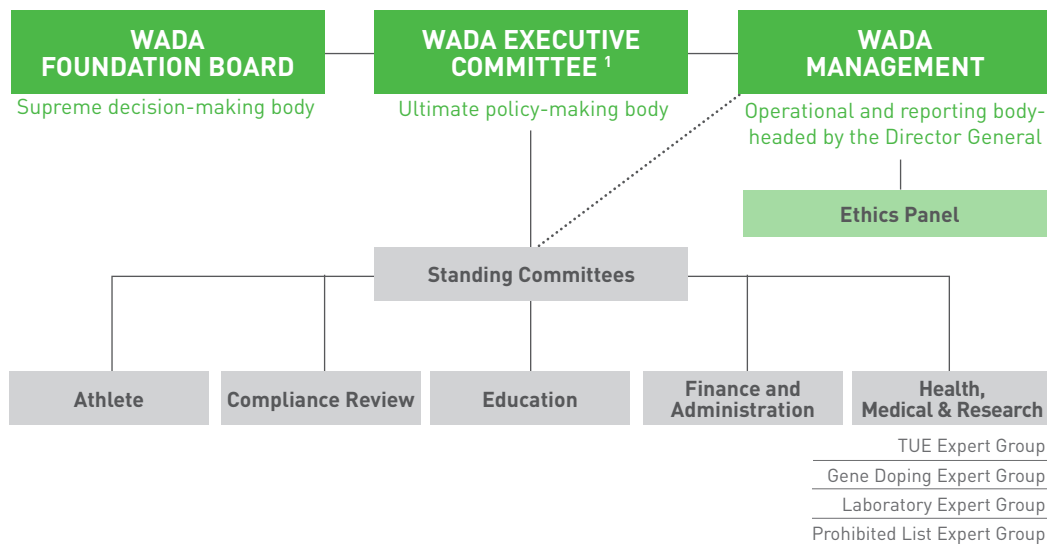 WADA
FOUNDATION BOARD
Supreme decision-making body
WADA EXECUTIVE
COMMITTEE 1
Ultimate policy-making body
WADA
MANAGEMENT
Operational and reporting body-
headed by the Director General
Ethics Panel
Standing Committees
Athlete
Compliance Review
Education
Finance and
Administration
Health,
Medical & Research
TUE Expert Group
Gene Doping Expert Group
Laboratory Expert Group
Prohibited List Expert Group